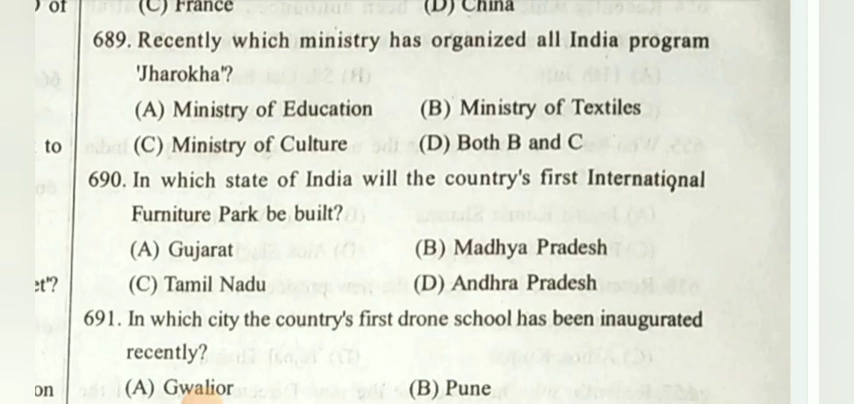 ) of
(C) France (D) China
689. Recently which ministry has organized all India program
'Jharokha'?
(A) Ministry of Education (B) Ministry of Textiles
to
(C) Ministry of Culture (D) Both B and C
690. In which state of India will the country's first International
Furniture Park be built?
(A) Gujarat (B) Madhya Pradesh
et'?
(C) Tamil Nadu (D) Andhra Pradesh
691. In which city the country's first drone school has been inaugurated
recently?
on
(A) Gwalior (B) Pune